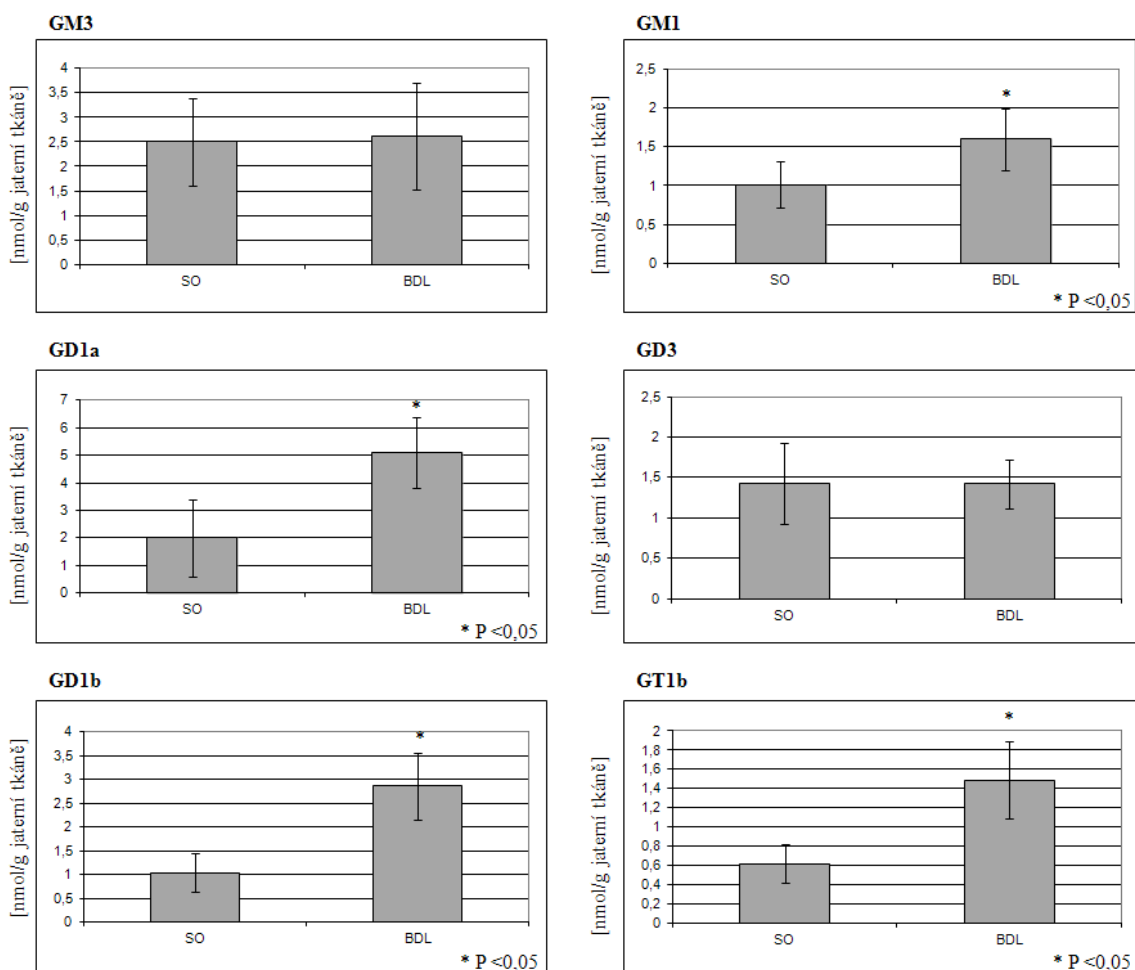 GM3
[nmol/g jaterní tkáně]
4
3,5
3
2,5
2
1,5
1
0,5
0
SO BDL
GM1
[nmol/g jaterní tkáně]
2,5
2
1,5
1
0,5
0
*
SO BDL
* P <0,05
GD1a
[nmol/g jaterní tkáně]
7
6
5
4
3
2
1
0
*
SO BDL
* P <0,05
GD3
[nmol/g jaterní tkáně]
2,5
2
1,5
1
0,5
0
SO BDL
GD1b
[nmol/g jaterní tkáně]
4
3,5
3
2,5
2
1,5
1
0,5
0
*
SO BDL
* P <0,05
GT1b
[nmol/g jaterní tkáně]
2
1,8
1,6
1,4
1,2
1
0,8
0,6
0,4
0,2
0
*
SO BDL
* P <0,05